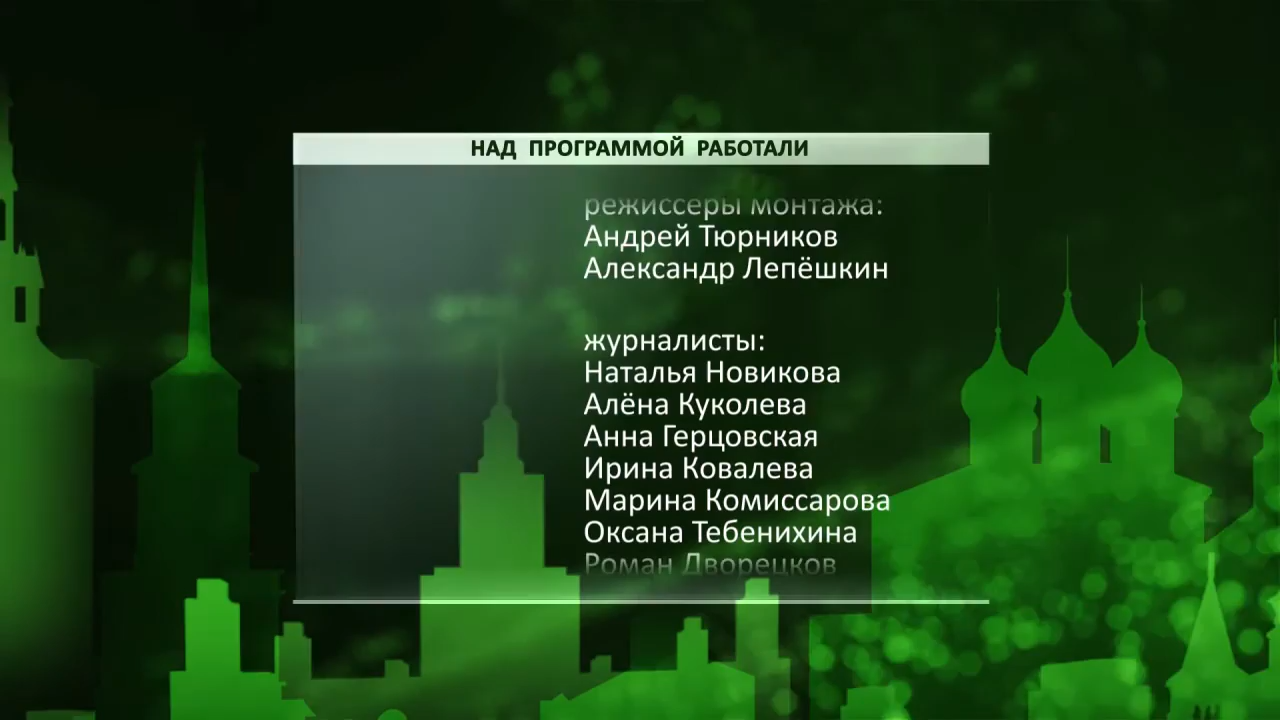 НАД ПРОГРАММОЙ РАБОТАЛИ
режиссеры монтажа:
Андрей Тюрников
Александр Лепёшкин
журналисты:
Наталья Новикова
Алёна Куколева
Анна Герцовская
Ирина Ковалева
Марина Комиссарова
Оксана Тебенихина
Роман Дворецков